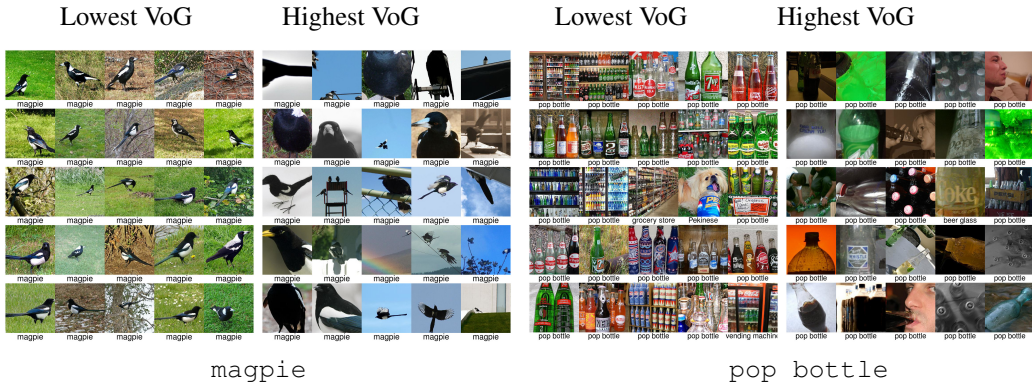 Lowest VoG Highest VoG Lowest VoG Highest VoG
magpie magpie magpie magpie magpie magpie magpie magpie magpie magpie pop bottle pop bottle pop bottle pop bottle pop bottle pop bottle pop bottle pop bottle pop bottle pop bottle
magpie magpie magpie magpie magpie magpie magpie magpie magpie magpie pop bottle pop bottle pop bottle pop bottle pop bottle pop bottle pop bottle pop bottle pop bottle pop bottle
magpie magpie magpie magpie magpie magpie magpie magpie magpie magpie pop bottle pop bottle grocery store Pekinese pop bottle pop bottle pop bottle pop bottle beer glass pop bottle
magpie magpie magpie magpie magpie magpie magpie magpie magpie magpie pop bottle pop bottle pop bottle pop bottle pop bottle pop bottle pop bottle pop bottle pop bottle pop bottle
magpie magpie magpie magpie magpie magpie magpie magpie magpie magpie pop bottle pop bottle pop bottle pop bottle vending machine pop bottle pop bottle pop bottle pop bottle pop bottle
magpie pop bottle